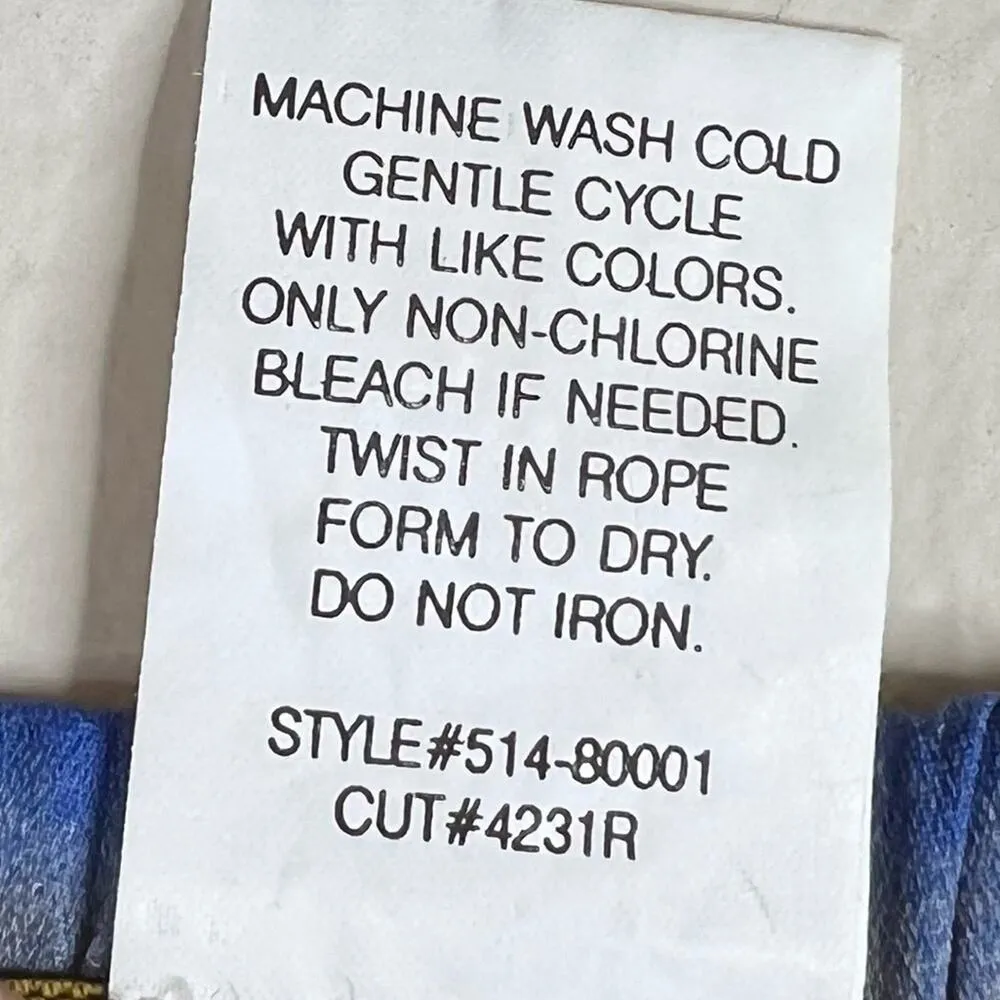 MACHINE WASH COLD
GENTLE CYCLE
WITH LIKE COLORS.
ONLY NON-CHLORINE
BLEACH IF NEEDED.
TWIST IN ROPE
FORM TO DRY.
DO NOT IRON.
STYLE#514-80001
CUT#4231R